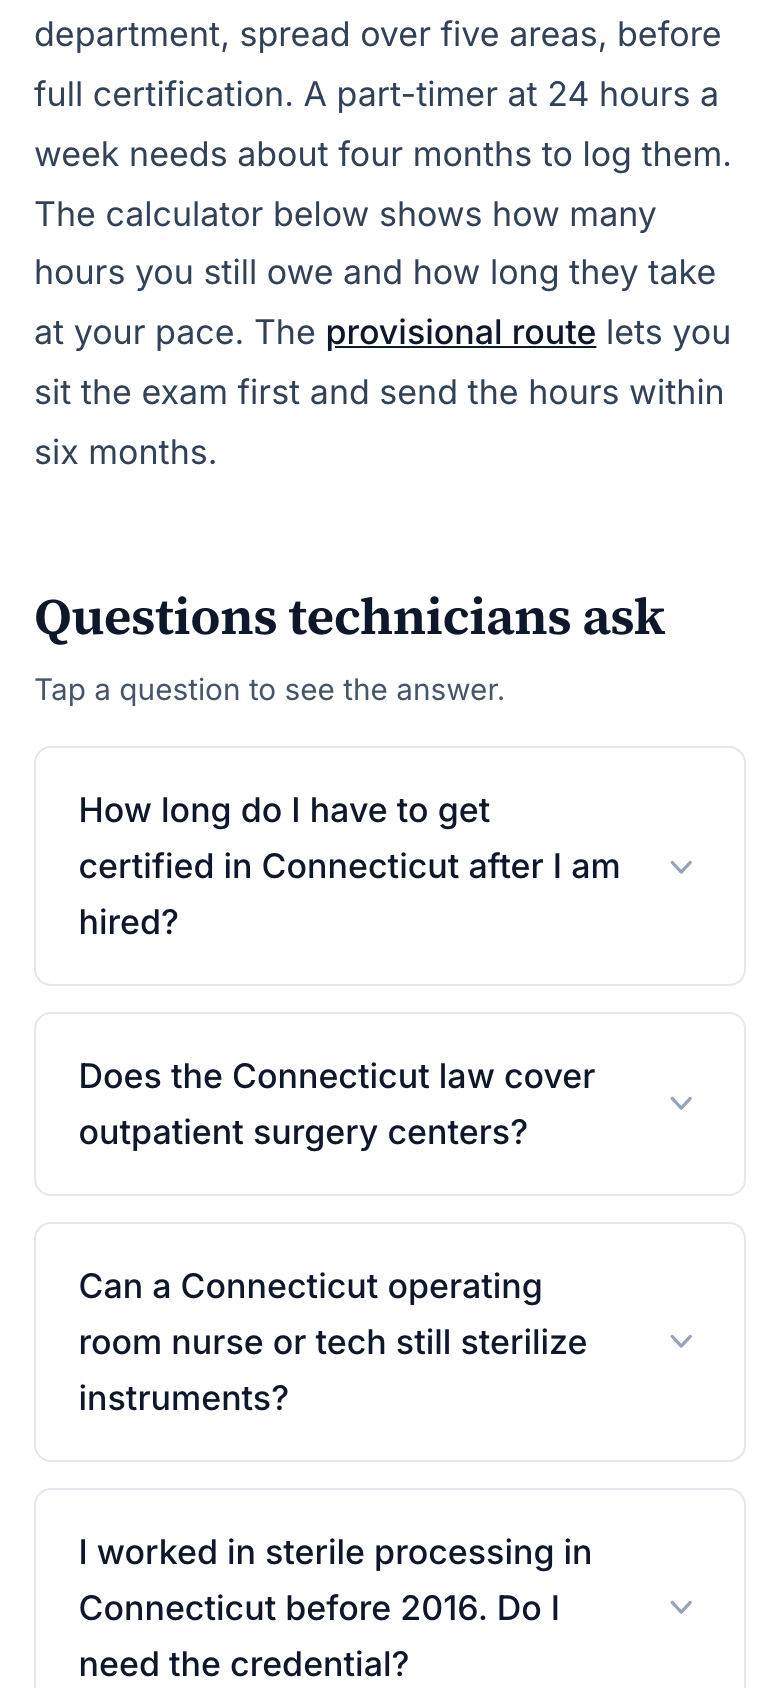 department, spread over five areas, before
full certification. A part-timer at 24 hours a
week needs about four months to log them.
The calculator below shows how many
hours you still owe and how long they take
at your pace. The provisional route lets you
sit the exam first and send the hours within
six months.
Questions technicians ask
Tap a question to see the answer.
How long do I have to get
certified in Connecticut after I am
hired?
Does the Connecticut law cover
outpatient surgery centers?
Can a Connecticut operating
room nurse or tech still sterilize
instruments?
I worked in sterile processing in
Connecticut before 2016. Do I
need the credential?